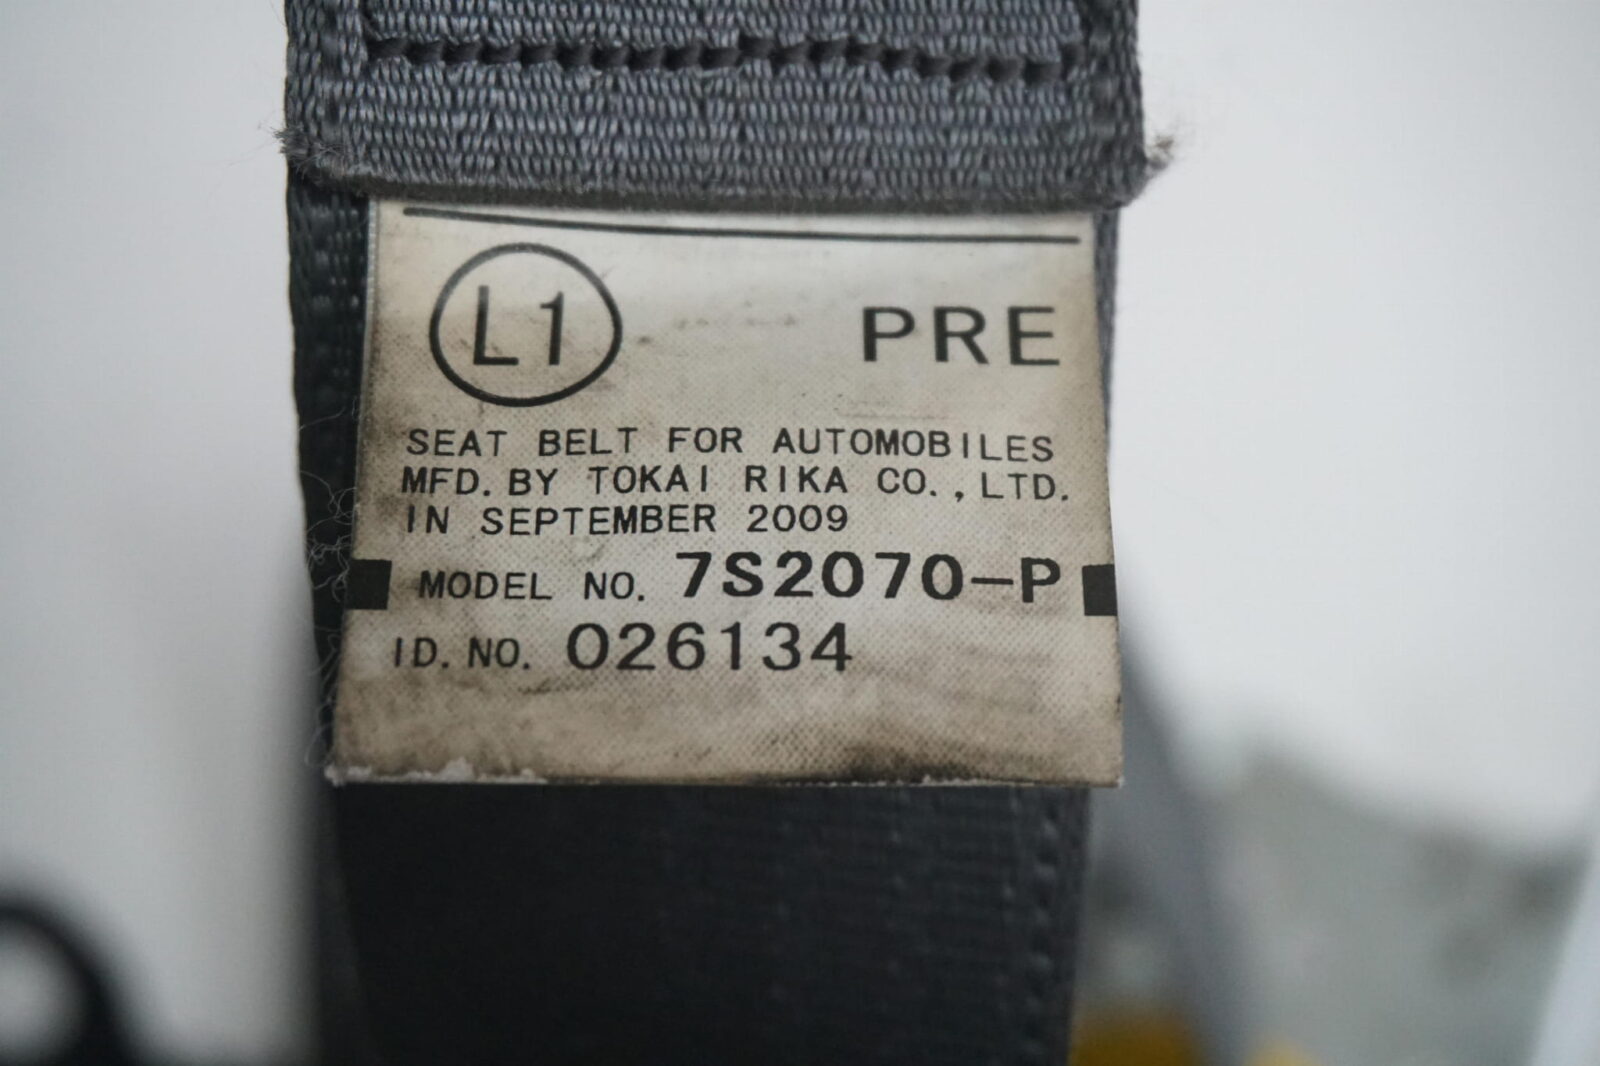 L1 PRE
SEAT BELT FOR AUTOMOBILES
MFD. BY TOKAI RIKA CO., LTD.
IN SEPTEMBER 2009
MODEL NO. 7S2070-P
ID. NO. 026134